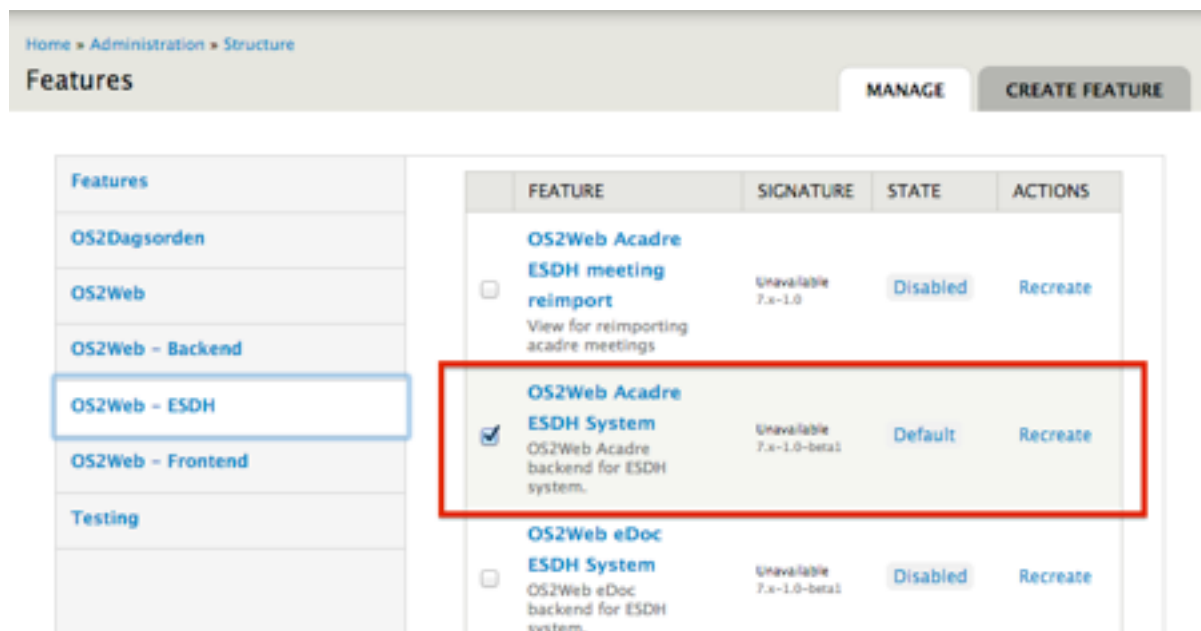 Home » Administration » Structure
Features
MANAGE
CREATE FEATURE
Features
OS2Dagsorden
OS2Web
OS2Web – Backend
OS2Web – ESDH
OS2Web – Frontend
Testing
FEATURE SIGNATURE STATE ACTIONS
OS2Web Acadre
ESDH meeting
reimport
View for reimporting
acadre meetings
Unavailable
7.x-1.0
Disabled
Recreate
OS2Web Acadre
ESDH System
OS2Web Acadre
backend for ESDH
system.
Unavailable
7.x-1.0-beta1
Default
Recreate
OS2Web eDoc
ESDH System
OS2Web eDoc
backend for ESDH
system.
Unavailable
7.x-1.0-beta1
Disabled
Recreate